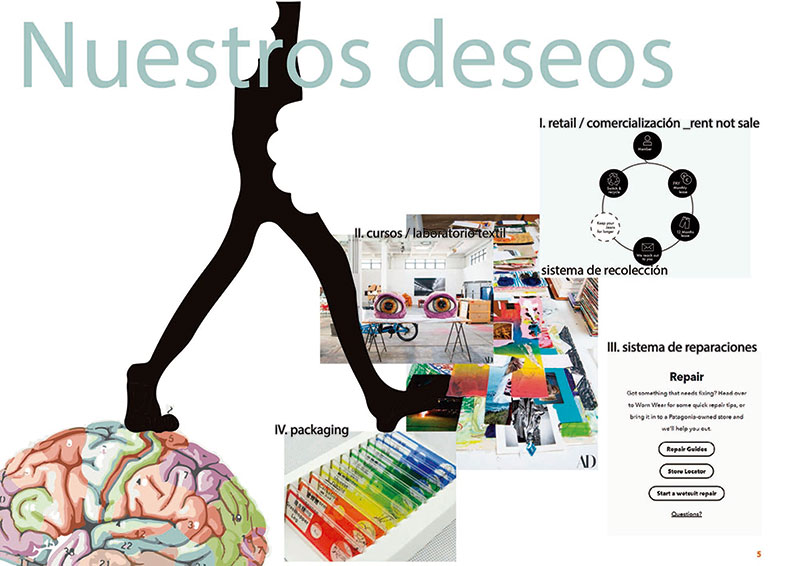 Nuestros deseos
I. retail / comercialización _rent not sale
Member
Switch &
recycle
PAY
Monthly
lease
Keep your
jeans
for longer
12 Months
lease
We reach out
to you
II. cursos / laboratorio textil
sistema de recolección
AD
III. sistema de reparaciones
Repair
Got something that needs fixing? Head over
to Worn Wear for some quick repair tips, or
bring it in to a Patagonia-owned store and
we'll help you out.
Repair Guides
Store Locator
Start a wetsuit repair
Questions?
IV. packaging
AD
5